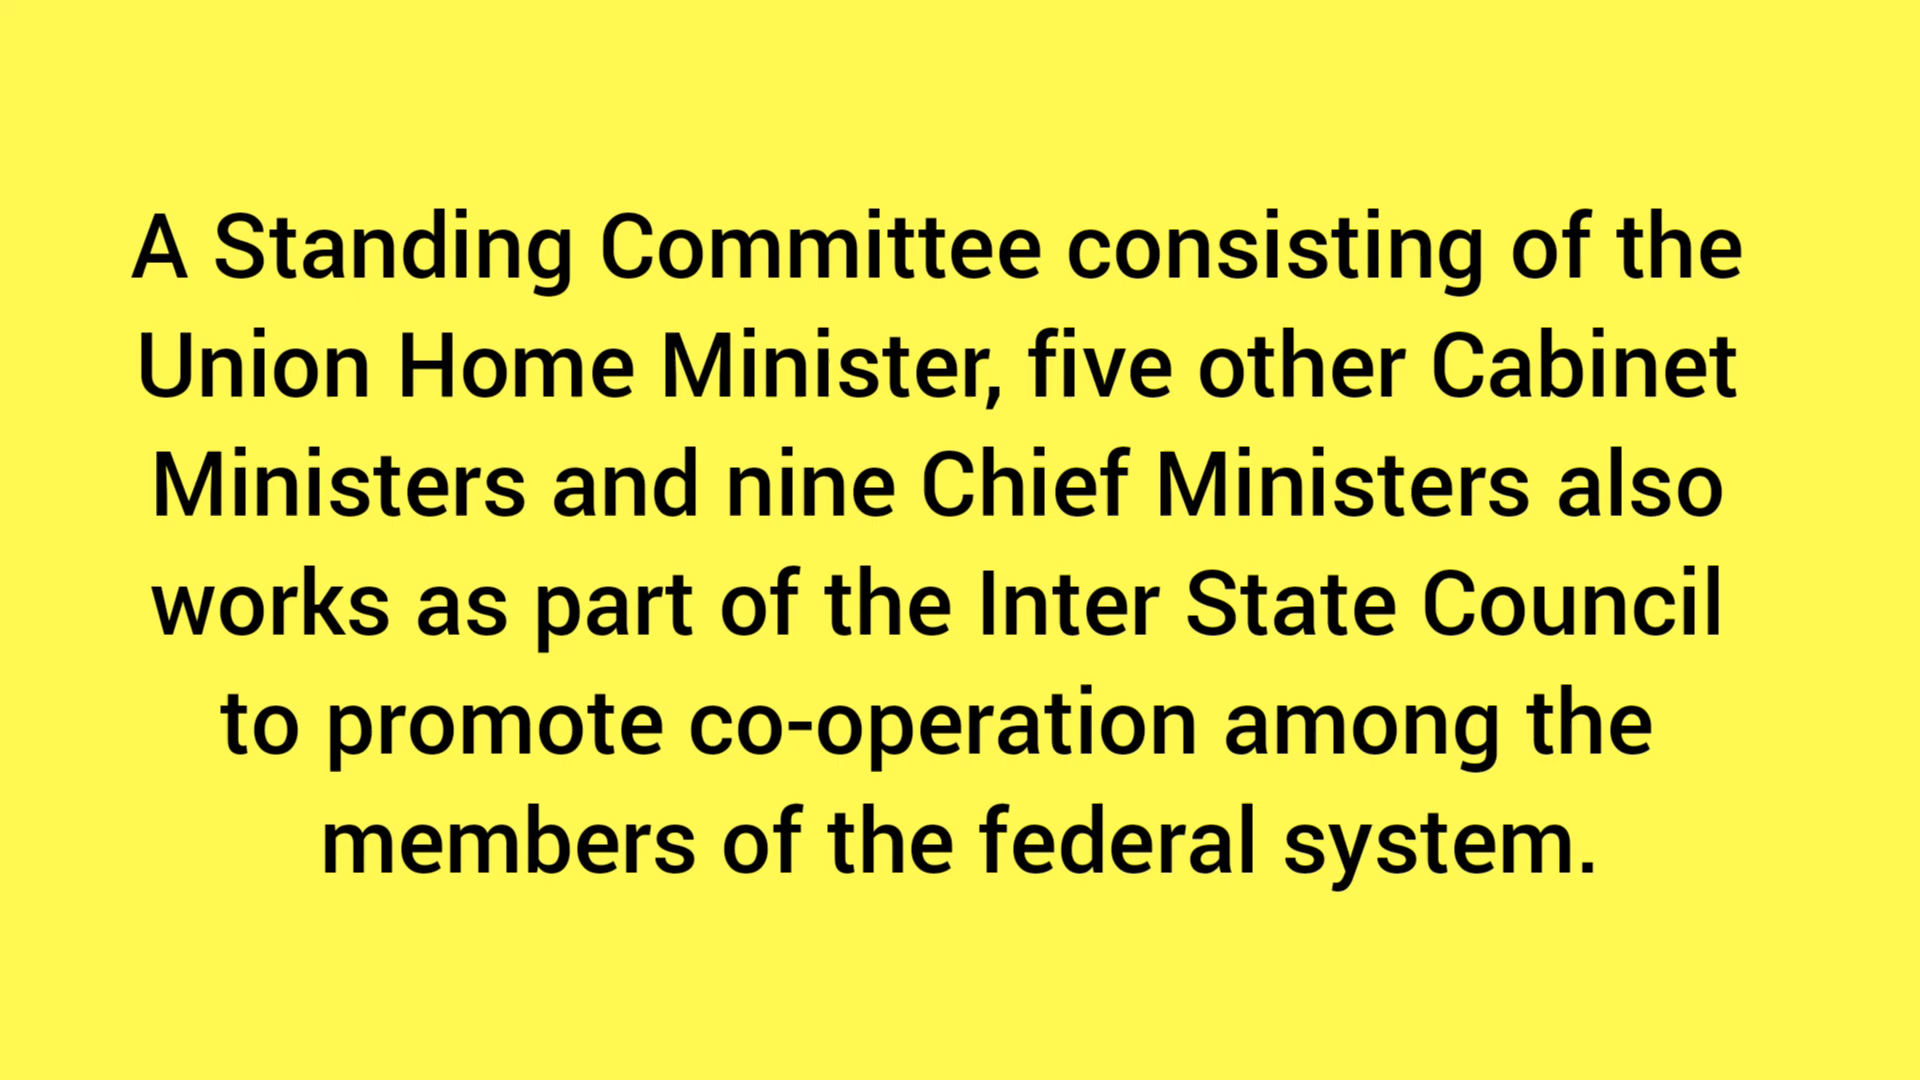 A Standing Committee consisting of the
Union Home Minister, five other Cabinet
Ministers and nine Chief Ministers also
works as part of the Inter State Council
to promote co-operation among the
members of the federal system.